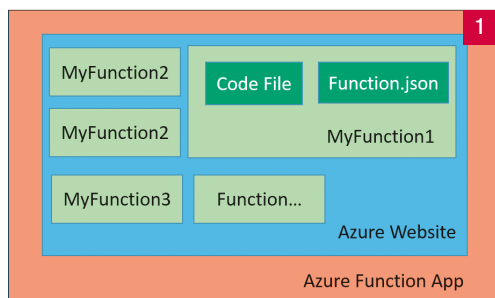 1
MyFunction2
Code File
Function.json
MyFunction2
MyFunction1
MyFunction3
Function...
Azure Website
Azure Function App